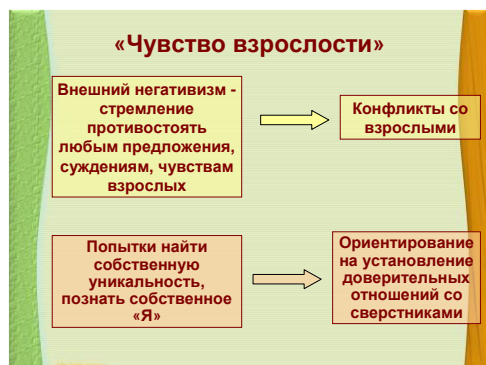 «Чувство взрослости»
Внешний негативизм -
стремление
противостоять
любым предложения,
суждениям, чувствам
взрослых
Конфликты со
взрослыми
Попытки найти
собственную
уникальность,
познать собственное
«Я»
Ориентирование
на установление
доверительных
отношений со
сверстниками